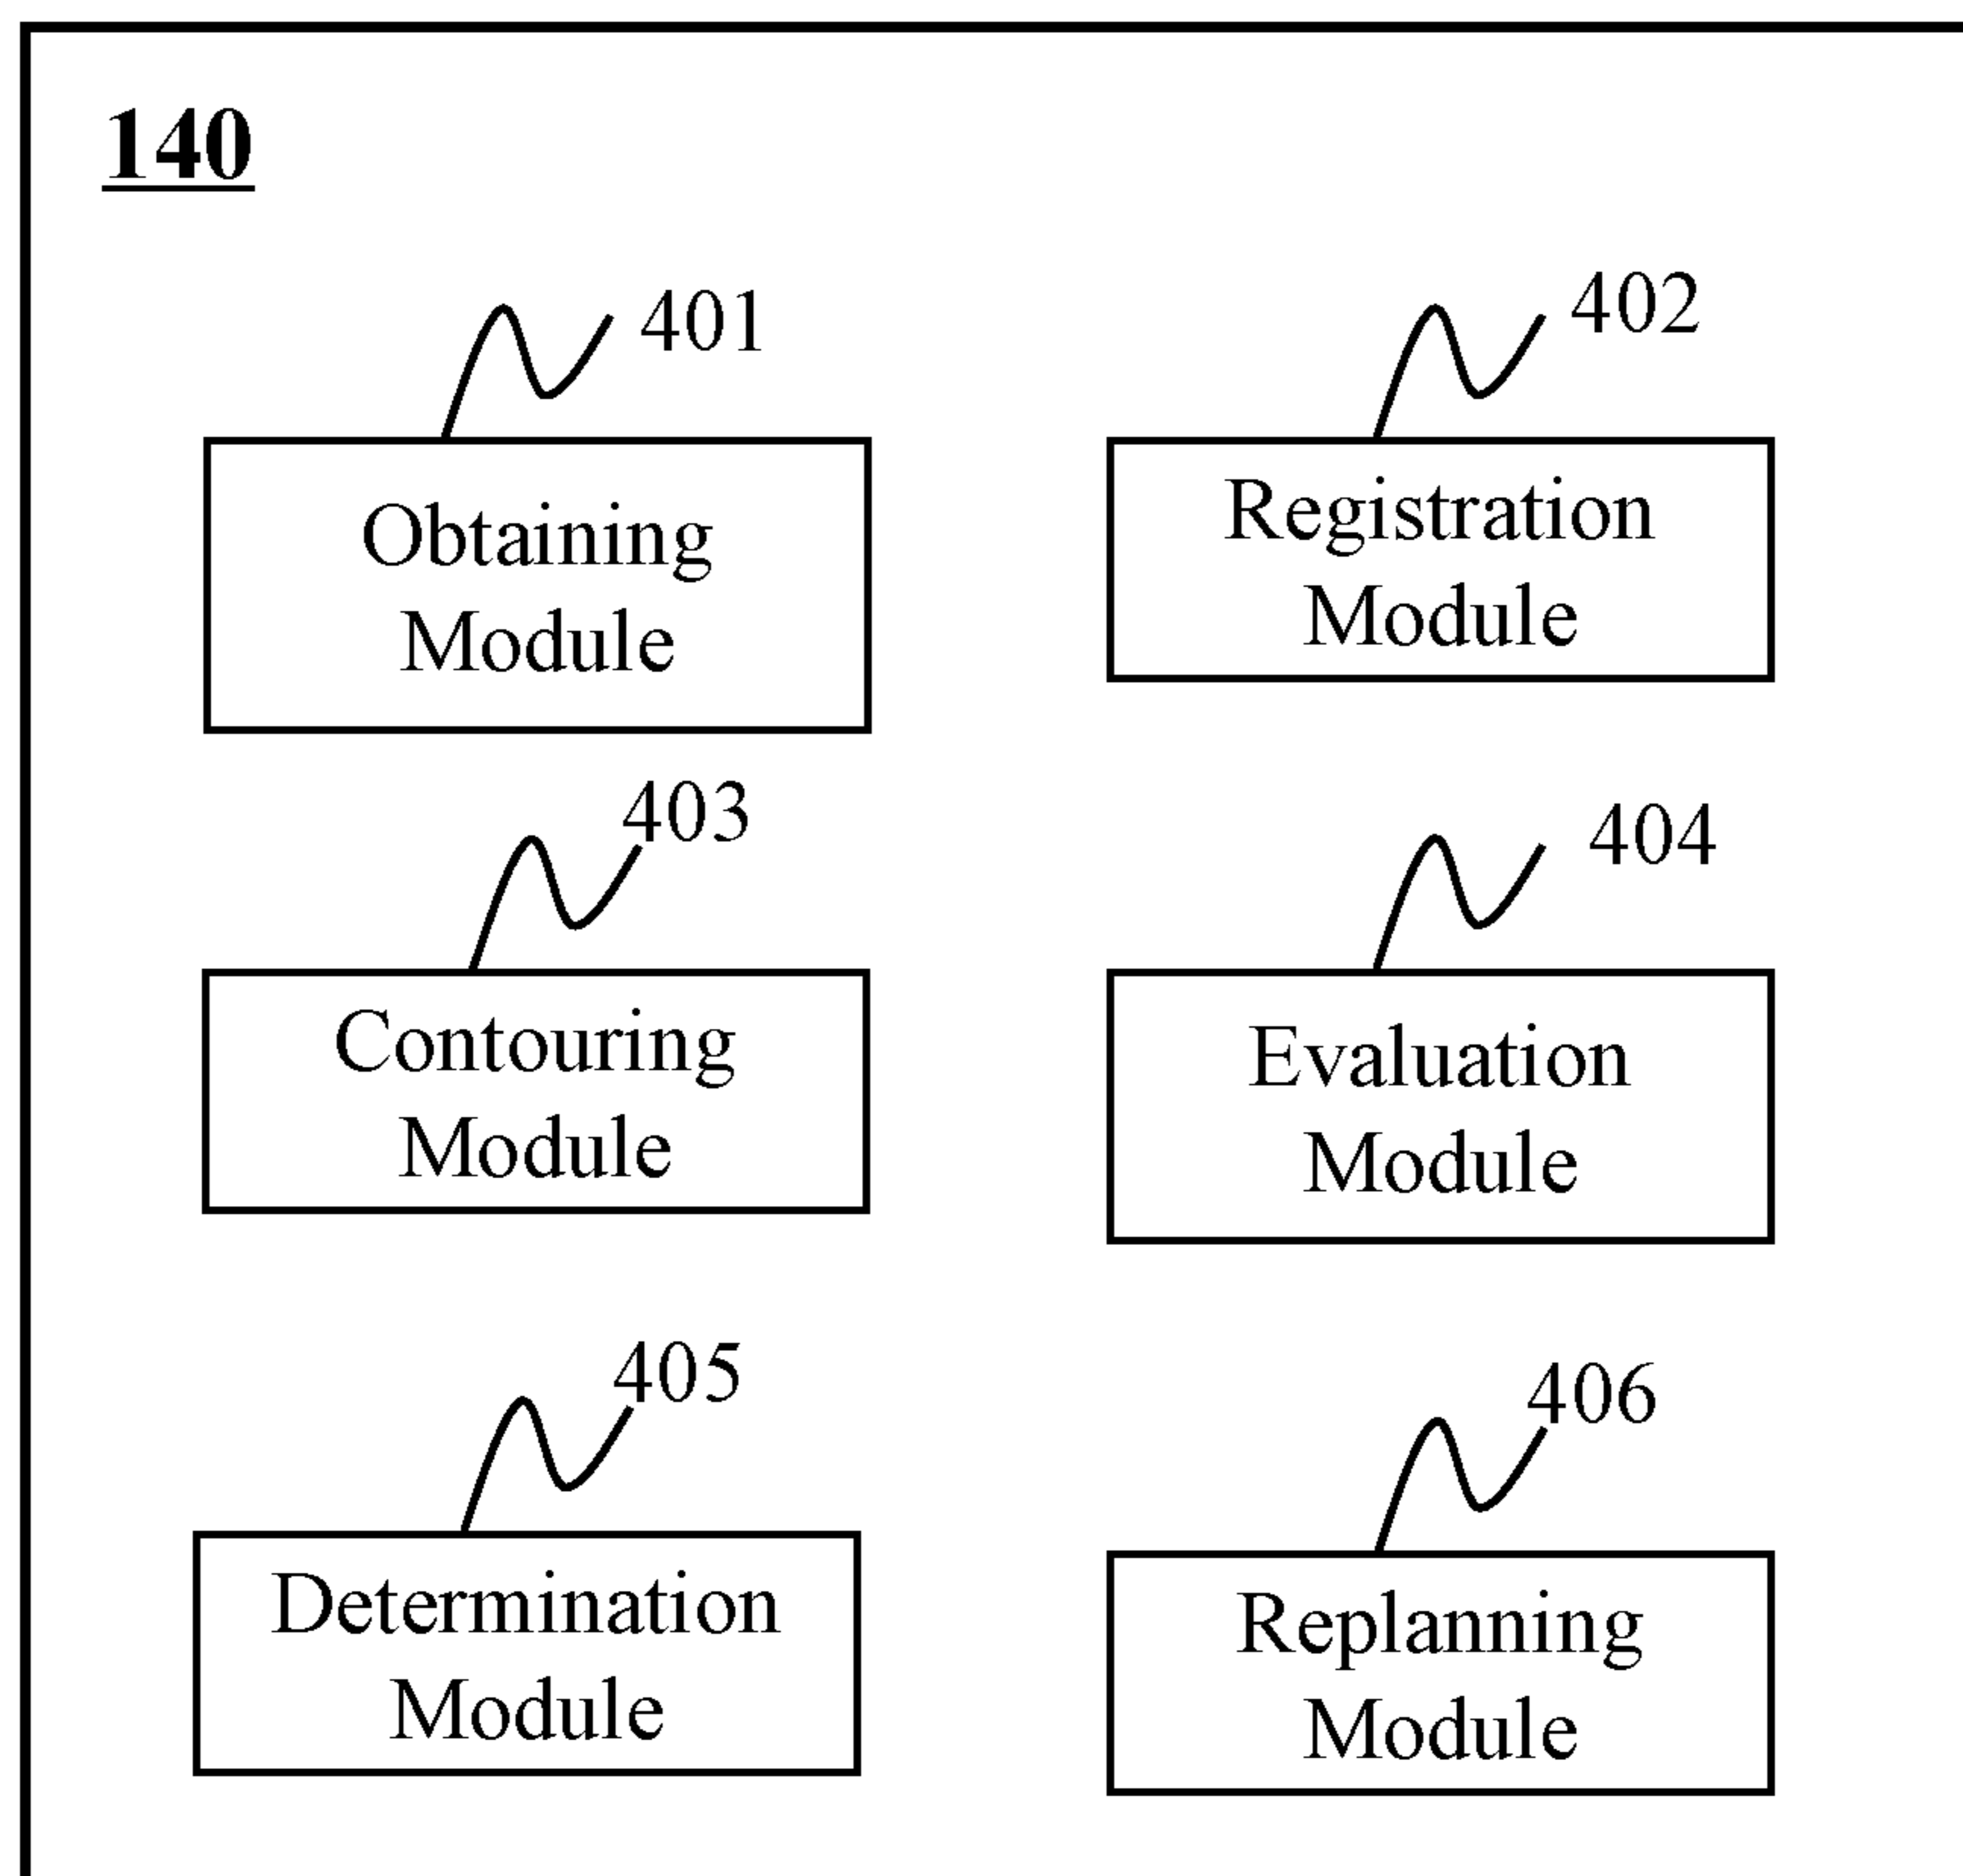 140
401
Obtaining
Module
402
Registration
Module
403
Contouring
Module
404
Evaluation
Module
405
Determination
Module
406
Replanning
Module